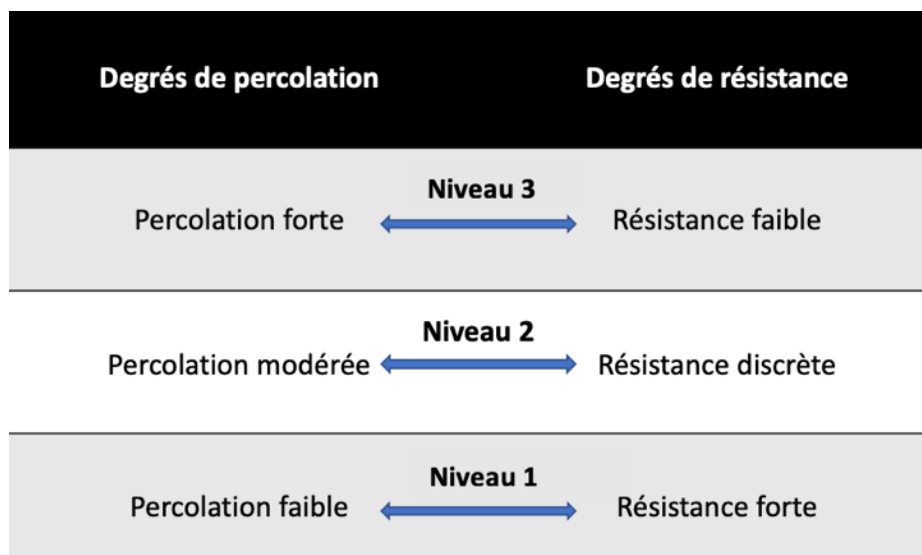 Degrés de percolation
Degrés de résistance
Niveau 3
Percolation forte
Résistance faible
Niveau 2
Percolation modérée
Résistance discrète
Niveau 1
Percolation faible
Résistance forte